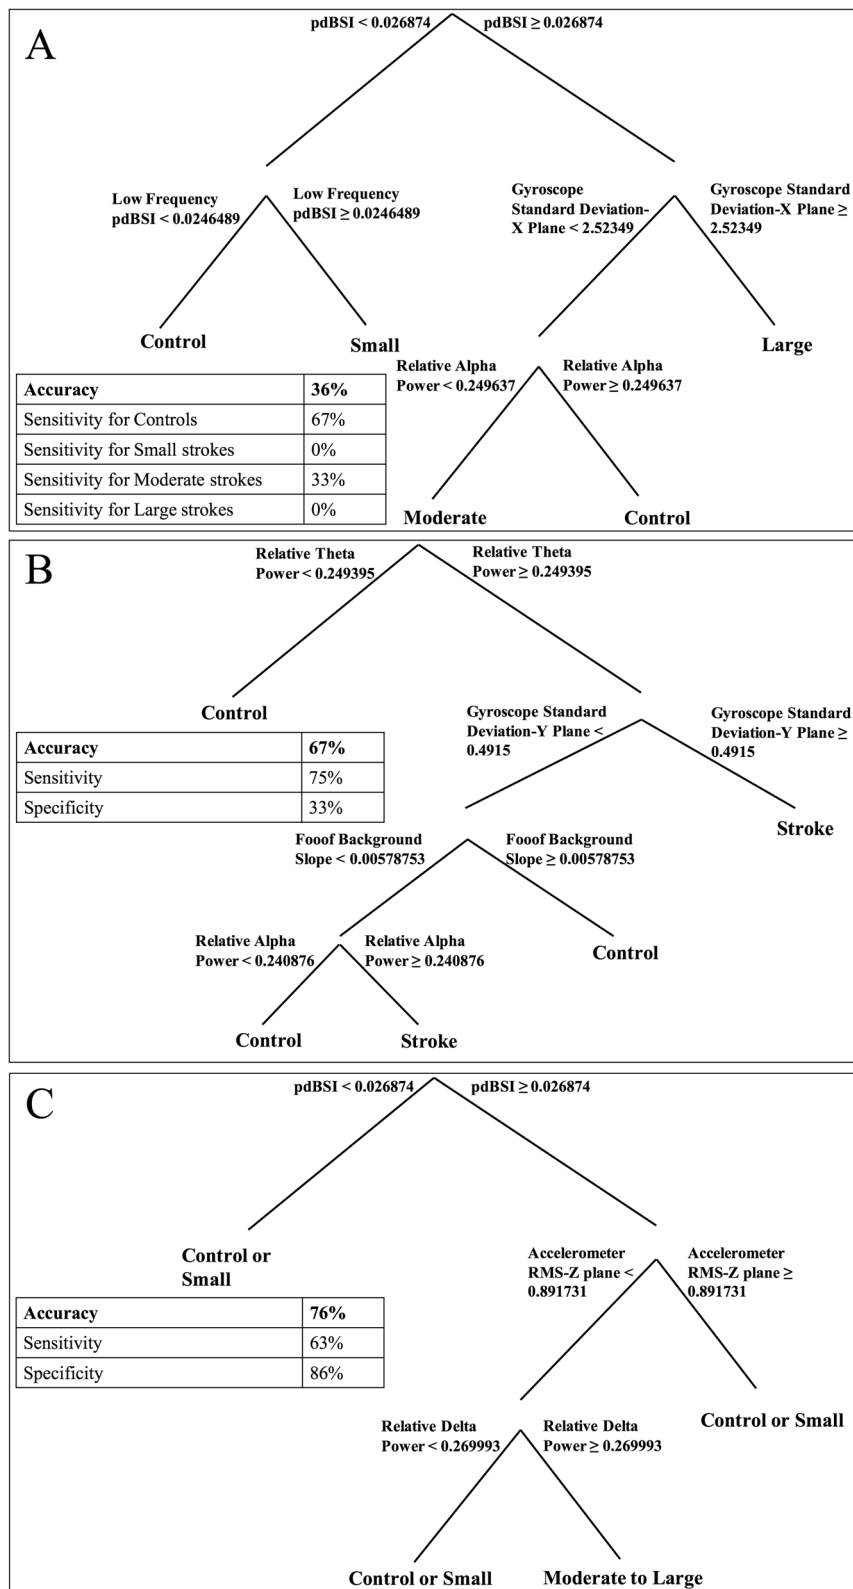 A
pdBSI < 0.026874
pdBSI ≥ 0.026874
Low Frequency
pdBSI < 0.0246489
Low Frequency
pdBSI ≥ 0.0246489
Gyroscope
Standard Deviation-
X Plane < 2.52349
Gyroscope Standard
Deviation-X Plane ≥
2.52349
Control
Small
Large
Relative Alpha
Power < 0.249637
Relative Alpha
Power ≥ 0.249637
Moderate
Control
Accuracy 36%
Sensitivity for Controls 67%
Sensitivity for Small strokes 0%
Sensitivity for Moderate strokes 33%
Sensitivity for Large strokes 0%
B
Relative Theta
Power < 0.249395
Relative Theta
Power ≥ 0.249395
Control
Gyroscope Standard
Deviation-Y Plane <
0.4915
Gyroscope Standard
Deviation-Y Plane ≥
0.4915
Accuracy 67%
Sensitivity 75%
Specificity 33%
Stroke
Fooof Background
Slope < 0.00578753
Fooof Background
Slope ≥ 0.00578753
Relative Alpha
Power < 0.240876
Relative Alpha
Power ≥ 0.240876
Control
Control
Stroke
C
pdBSI < 0.026874
pdBSI ≥ 0.026874
Control or
Small
Accelerometer
RMS-Z plane <
0.891731
Accelerometer
RMS-Z plane ≥
0.891731
Accuracy 76%
Sensitivity 63%
Specificity 86%
Control or Small
Relative Delta
Power < 0.269993
Relative Delta
Power ≥ 0.269993
Control or Small
Moderate to Large